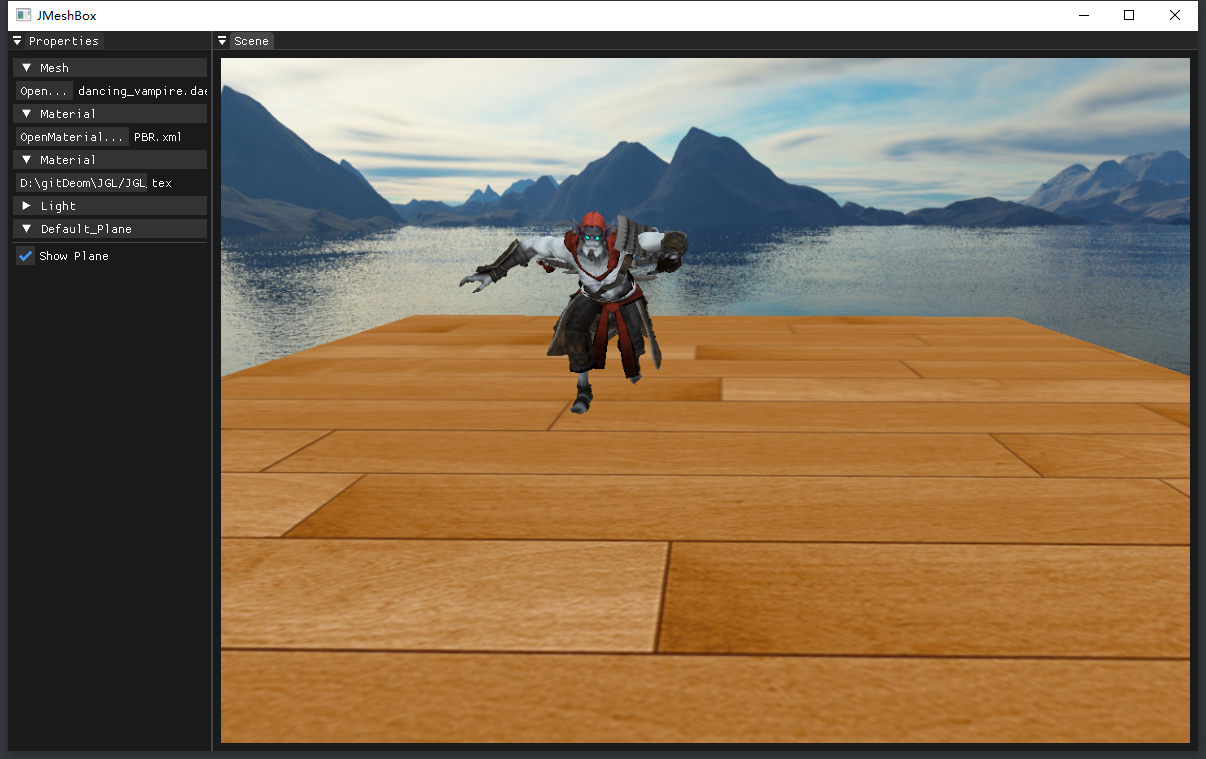 JMeshBox
Properties
Scene
Mesh
Open... dancing_vampire.dae
Material
OpenMaterial... PBR.xml
Material
D:\gitDeom\JGL/JGL tex
Light
Default_Plane
Show Plane